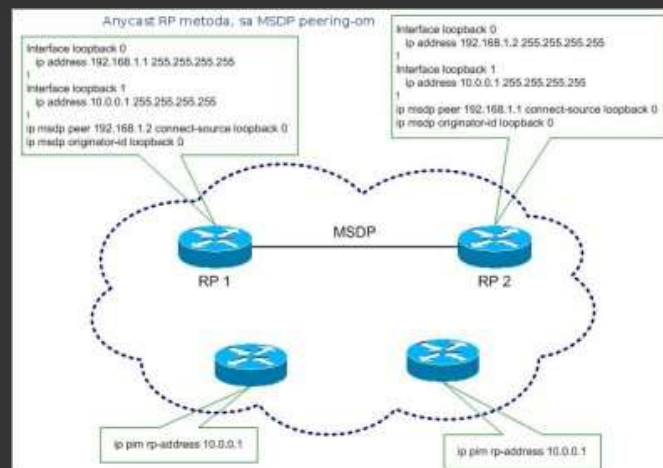 Anycast RP metoda, sa MSDP peering-om
Interface loopback 0
ip address 192.168.1.1 255.255.255.255
!
Interface loopback 1
ip address 10.0.0.1 255.255.255.255
!
ip msdp peer 192.168.1.2 connect-source loopback 0
ip msdp originator-id loopback 0
Interface loopback 0
ip address 192.168.1.2 255.255.255.255
!
Interface loopback 1
ip address 10.0.0.1 255.255.255.255
!
ip msdp peer 192.168.1.1 connect-source loopback 0
ip msdp originator-id loopback 0
MSDP
RP 1
RP 2
ip pim rp-address 10.0.0.1
ip pim rp-address 10.0.0.1